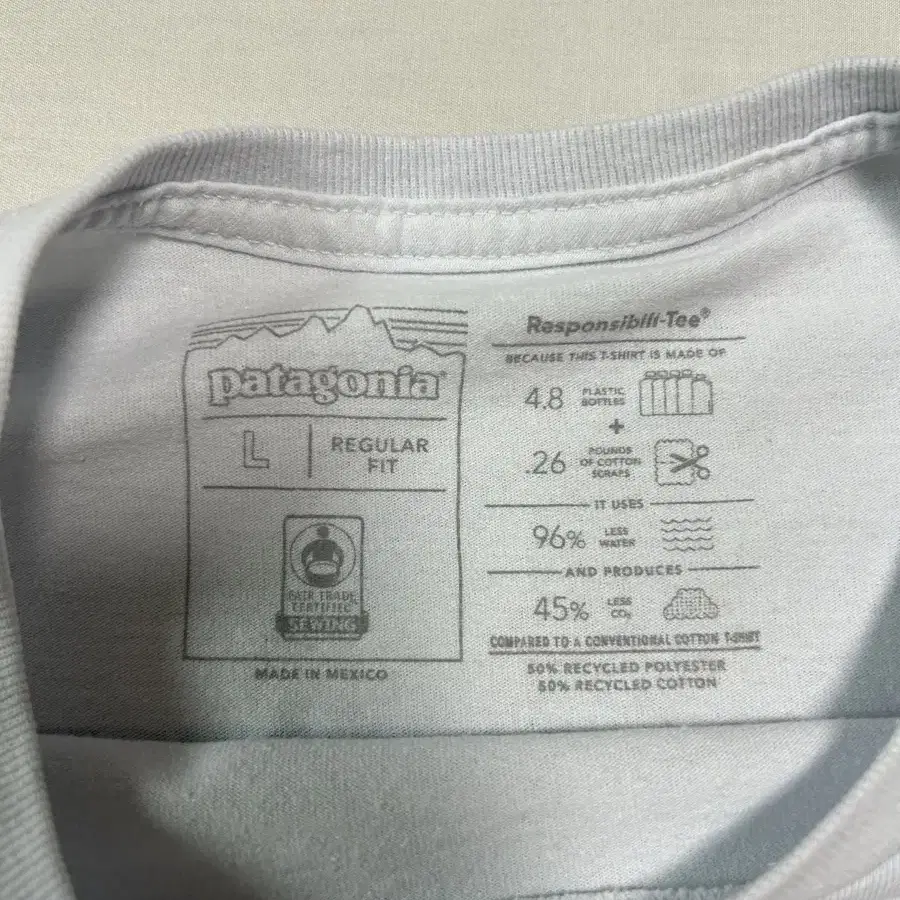 patagonia®
L
REGULAR
FIT
FAIR TRADE
CERTIFIED
SEWING
MADE IN MEXICO
Responsibili-Tee®
BECAUSE THIS T-SHIRT IS MADE OF
4.8 PLASTIC
BOTTLES
+
.26 POUNDS
OF COTTON
SCRAPS
IT USES
96% LESS
WATER
AND PRODUCES
45% LESS
CO₂
COMPARED TO A CONVENTIONAL COTTON T-SHIRT
50% RECYCLED POLYESTER
50% RECYCLED COTTON